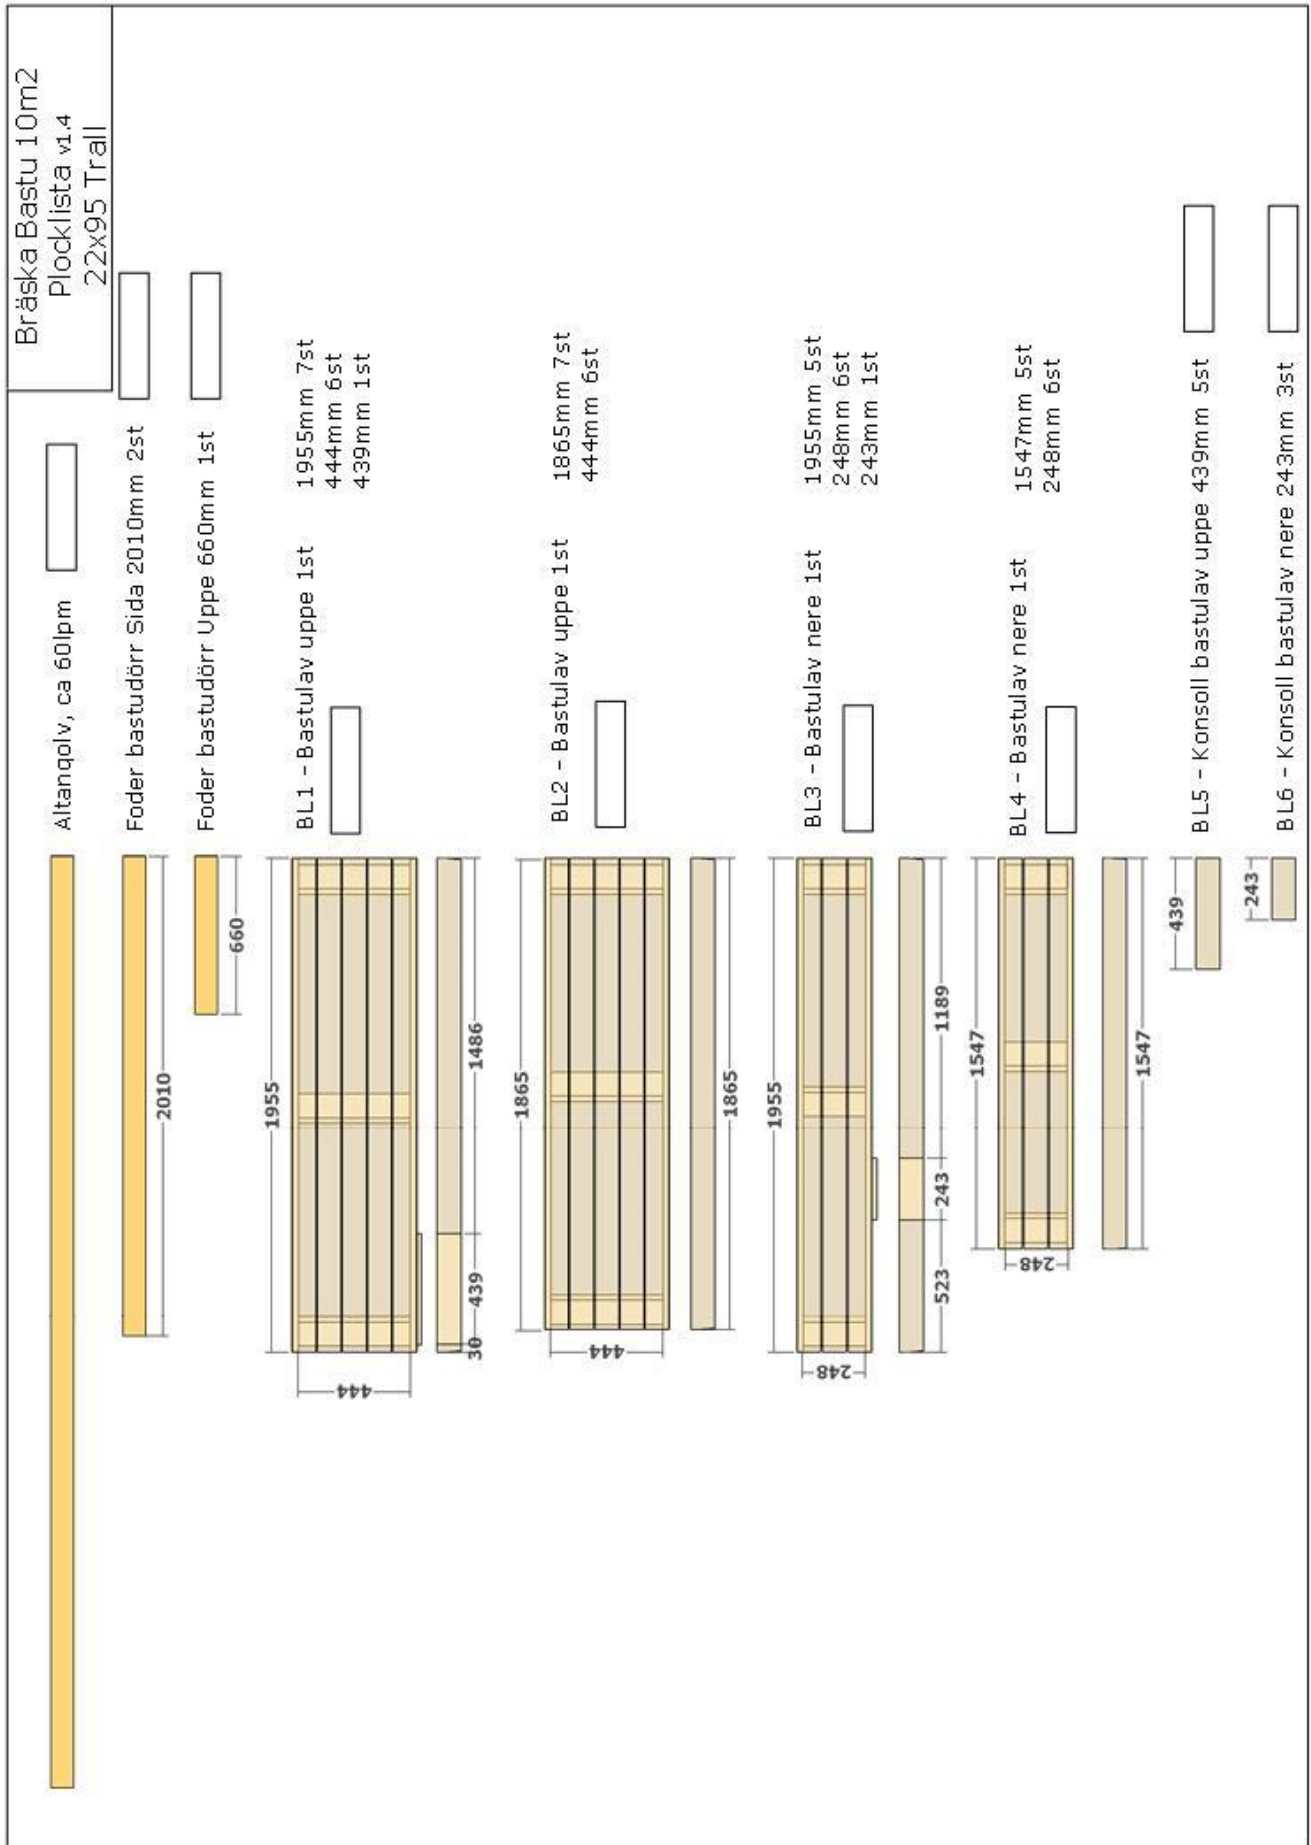 Bräska Bastu 10m2
Plocklista v1.4
22x95 Trall
Altangolv, ca 60lpm
Foder bastudörr Sida 2010mm 2st
2010
Foder bastudörr Uppe 660mm 1st
660
BL1 - Bastulav uppe 1st
1955mm 7st
444mm 6st
439mm 1st
1955
444
30
439
1486
BL2 - Bastulav uppe 1st
1865mm 7st
444mm 6st
1865
444
1865
BL3 - Bastulav nere 1st
1955mm 5st
248mm 6st
243mm 1st
1955
248
523
243
1189
BL4 - Bastulav nere 1st
1547mm 5st
248mm 6st
1547
248
1547
BL5 - Konsoll bastulav uppe 439mm 5st
439
BL6 - Konsoll bastulav nere 243mm 3st
243